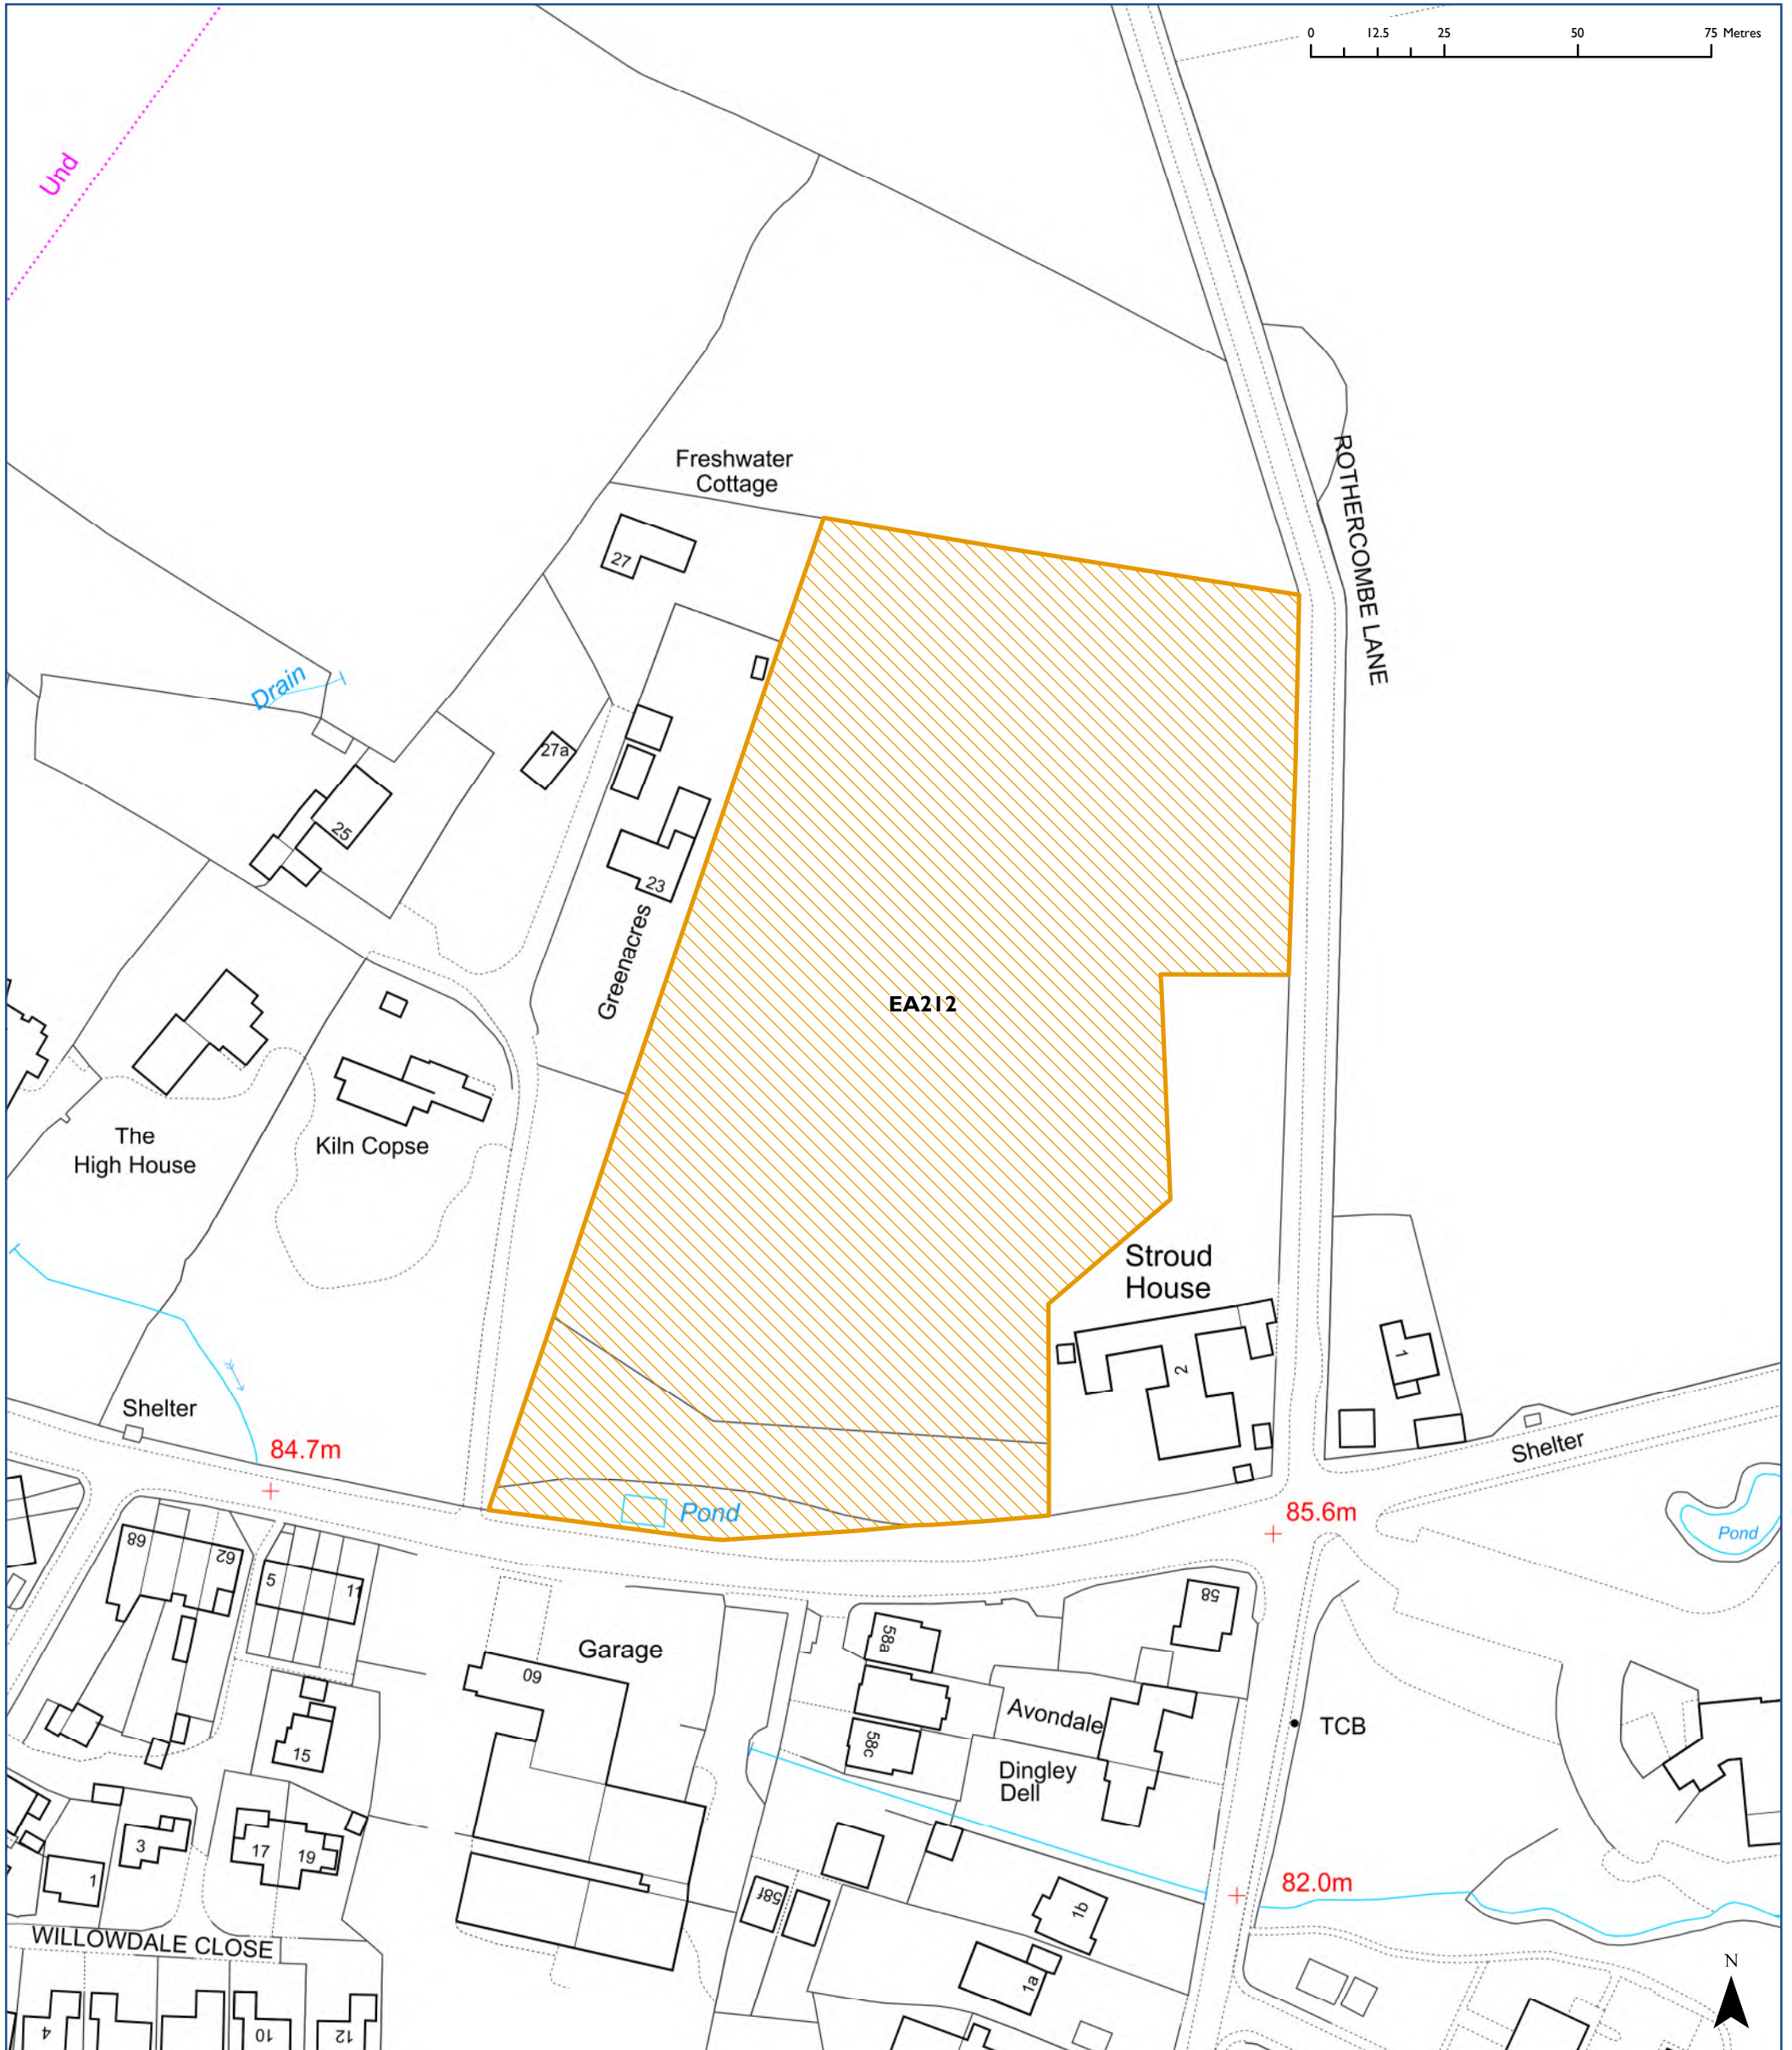 0 12.5 25 50 75 Metres
Und
Freshwater
Cottage
27
ROTHERCOMBE LANE
Drain
27a
25
23
Greenacres
EA212
The
High House
Kiln Copse
Stroud
House
2
1
Shelter
84.7m
Shelter
Pond
85.6m
Pond
68
62
5
11
58
Garage
60
58a
Avondale
TCB
15
58c
Dingley
Dell
3
17
19
1
58f
82.0m
1b
WILLOWDALE CLOSE
N
1a
4
10
12